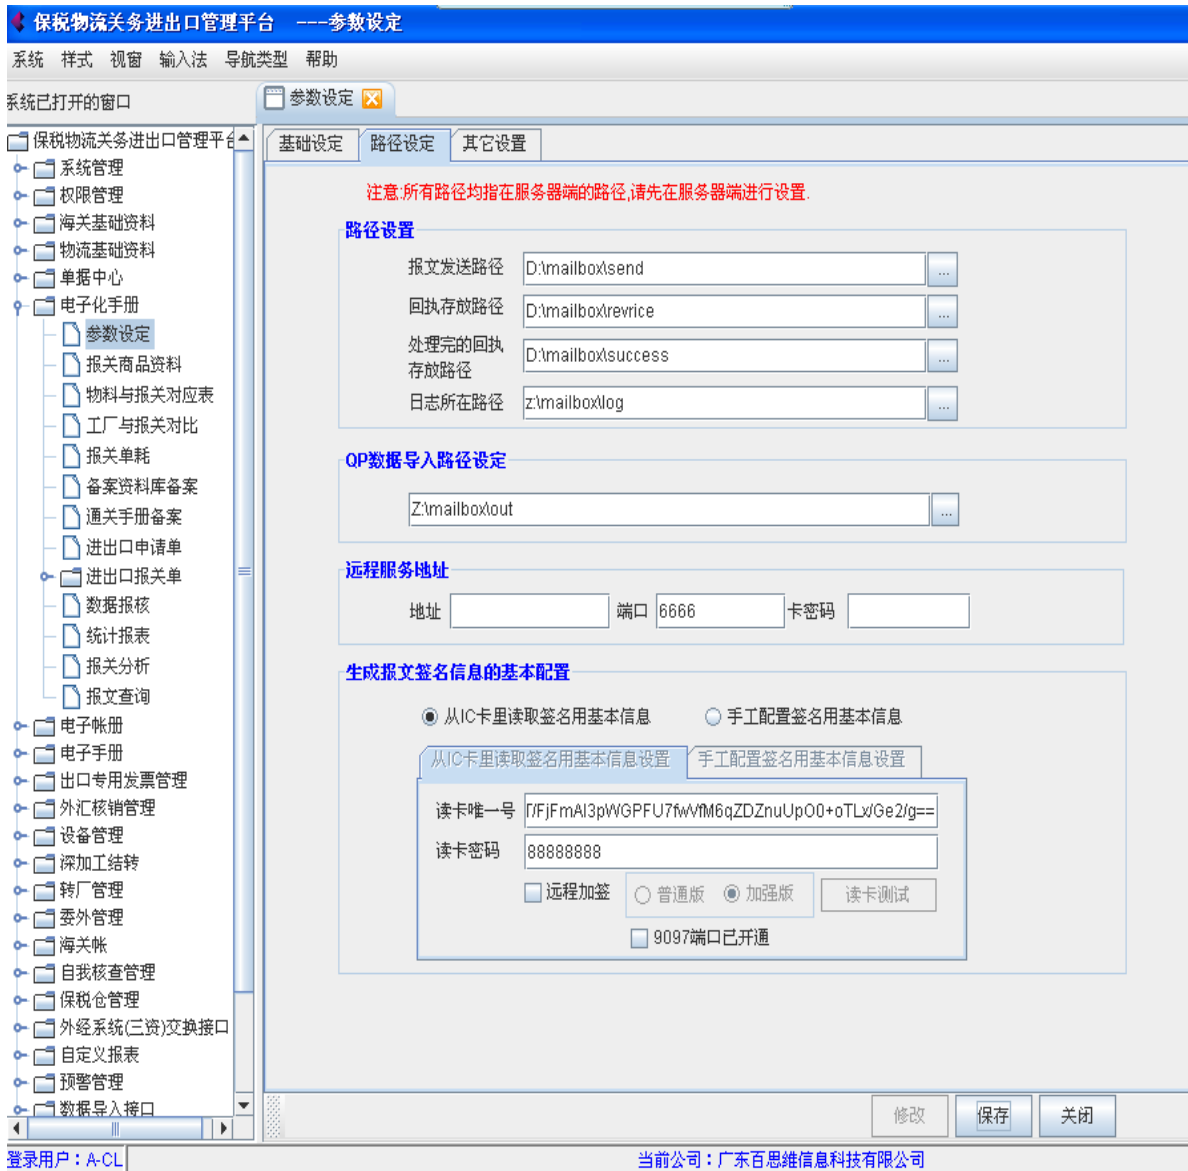 保税物流关务进出口管理平台 ---参数设定
系统 样式 视窗 输入法 导航类型 帮助
系统已打开的窗口
参数设定
保税物流关务进出口管理平台
系统管理
权限管理
海关基础资料
物流基础资料
单据中心
电子化手册
参数设定
报关商品资料
物料与报关对应表
工厂与报关对比
报关单耗
备案资料库备案
通关手册备案
进出口申请单
进出口报关单
数据报核
统计报表
报关分析
报文查询
电子帐册
电子手册
出口专用发票管理
外汇核销管理
设备管理
深加工结转
转厂管理
委外管理
海关帐
自我核查管理
保税仓管理
外经系统(三资)交换接口
自定义报表
预警管理
数据导入接口
基础设定 路径设定 其它设置
注意:所有路径均指在服务器端的路径,请先在服务器端进行设置.
路径设置
报文发送路径 D:\mailbox\send ...
回执存放路径 D:\mailbox\revrice ...
处理完的回执
存放路径 D:\mailbox\success ...
日志所在路径 z:\mailbox\log ...
QP数据导入路径设定
Z:\mailbox\out ...
远程服务地址
地址 端口 6666 卡密码
生成报文签名信息的基本配置
从IC卡里读取签名用基本信息 手工配置签名用基本信息
从IC卡里读取签名用基本信息设置 手工配置签名用基本信息设置
读卡唯一号 T/FjFmAI3pWGPFU7fwVfM6qZDZnuUpO0+oTLx/Ge2/g==
读卡密码 88888888
远程加签 普通版 加强版 读卡测试
9097端口已开通
修改 保存 关闭
登录用户：A-CL 当前公司：广东百思维信息科技有限公司